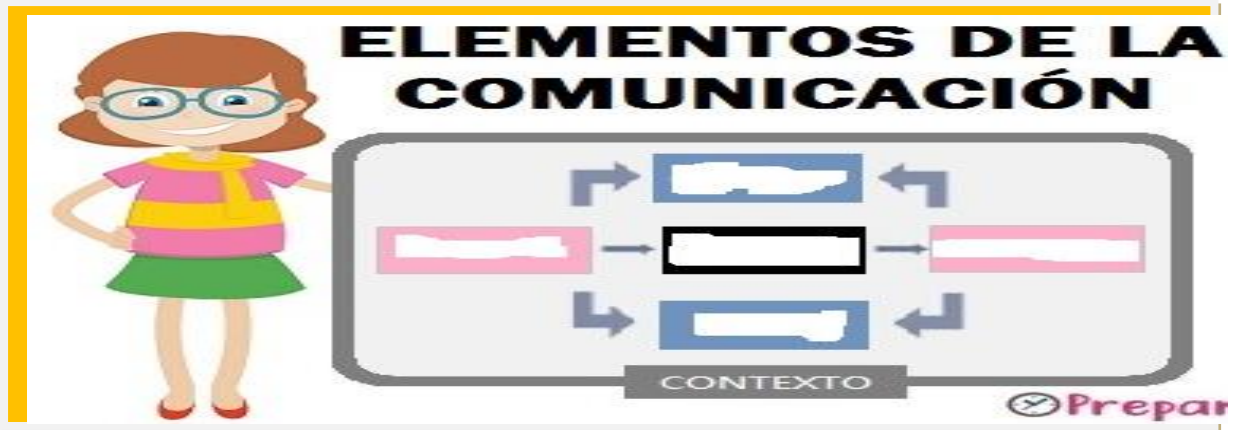 ELEMENTOS DE LA
COMUNICACIÓN
CONTEXTO
Prepar